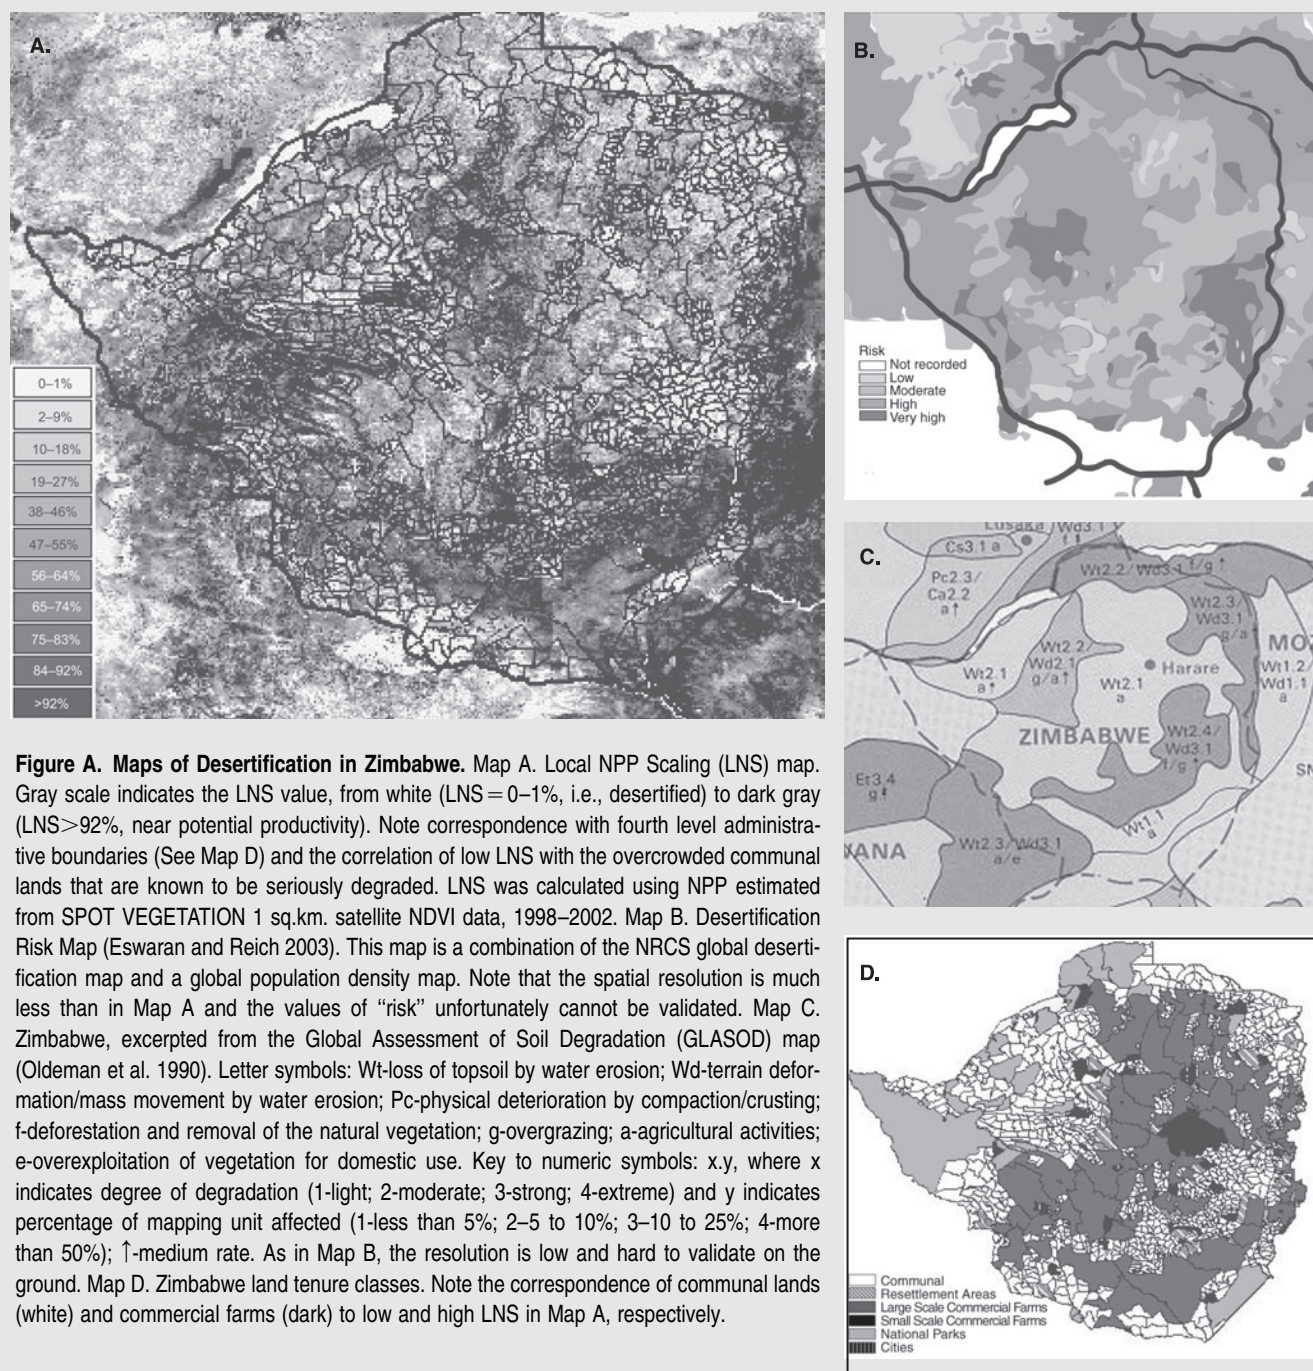 A.
0–1%
2–9%
10–18%
19–27%
38–46%
47–55%
56–64%
65–74%
75–83%
84–92%
>92%
B.
Risk
Not recorded
Low
Moderate
High
Very high
C.
Lusaka
Wd3.1
f
Cs3.1 a
Pc2.3/
Ca2.2
a↑
Wt2.2/Wd3.1 f/g↑
Wt2.3/
Wd3.1
g/a↑
MO
Wt2.2/
Wd2.1
g/a↑
Wt2.1
a↑
Harare
Wt2.1
a
Wt1.2/
Wd1.1
a
ZIMBABWE
Wt2.4/
Wd3.1
f/g↑
Et3.4
g↑
Wt1.1
a
Wt2.3/Wd3.1
a/e
VANA
D.
Communal
Resettlement Areas
Large Scale Commercial Farms
Small Scale Commercial Farms
National Parks
Cities
Figure A. Maps of Desertification in Zimbabwe. Map A. Local NPP Scaling (LNS) map.
Gray scale indicates the LNS value, from white (LNS = 0–1%, i.e., desertified) to dark gray
(LNS>92%, near potential productivity). Note correspondence with fourth level administra-
tive boundaries (See Map D) and the correlation of low LNS with the overcrowded communal
lands that are known to be seriously degraded. LNS was calculated using NPP estimated
from SPOT VEGETATION 1 sq.km. satellite NDVI data, 1998–2002. Map B. Desertification
Risk Map (Eswaran and Reich 2003). This map is a combination of the NRCS global deserti-
fication map and a global population density map. Note that the spatial resolution is much
less than in Map A and the values of ‘‘risk’’ unfortunately cannot be validated. Map C.
Zimbabwe, excerpted from the Global Assessment of Soil Degradation (GLASOD) map
(Oldeman et al. 1990). Letter symbols: Wt-loss of topsoil by water erosion; Wd-terrain defor-
mation/mass movement by water erosion; Pc-physical deterioration by compaction/crusting;
f-deforestation and removal of the natural vegetation; g-overgrazing; a-agricultural activities;
e-overexploitation of vegetation for domestic use. Key to numeric symbols: x.y, where x
indicates degree of degradation (1-light; 2-moderate; 3-strong; 4-extreme) and y indicates
percentage of mapping unit affected (1-less than 5%; 2–5 to 10%; 3–10 to 25%; 4-more
than 50%); ↑-medium rate. As in Map B, the resolution is low and hard to validate on the
ground. Map D. Zimbabwe land tenure classes. Note the correspondence of communal lands
(white) and commercial farms (dark) to low and high LNS in Map A, respectively.